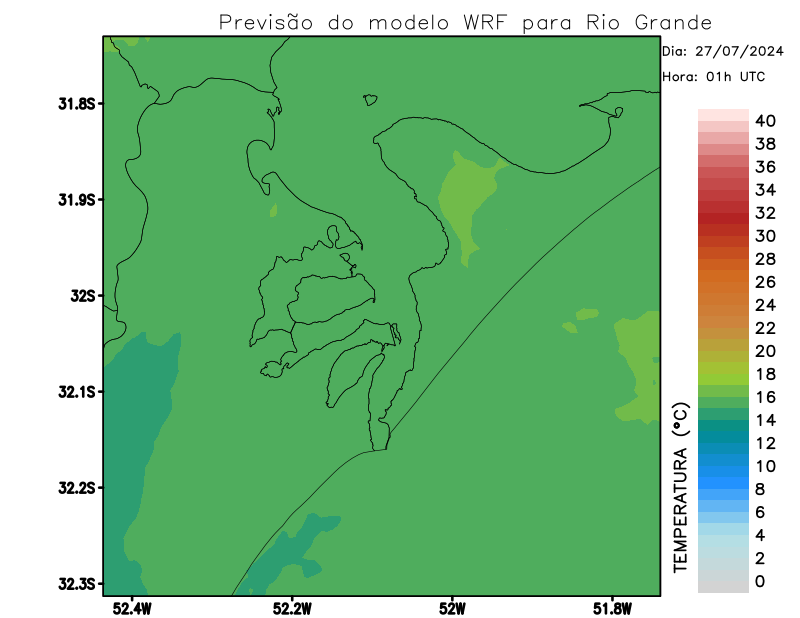 Previsão do modelo WRF para Rio Grande
Dia: 27/07/2024
Hora: 01h UTC
31.8S
31.9S
32S
32.1S
32.2S
32.3S
52.4W
52.2W
52W
51.8W
TEMPERATURA (°C)
40
38
36
34
32
30
28
26
24
22
20
18
16
14
12
10
8
6
4
2
0